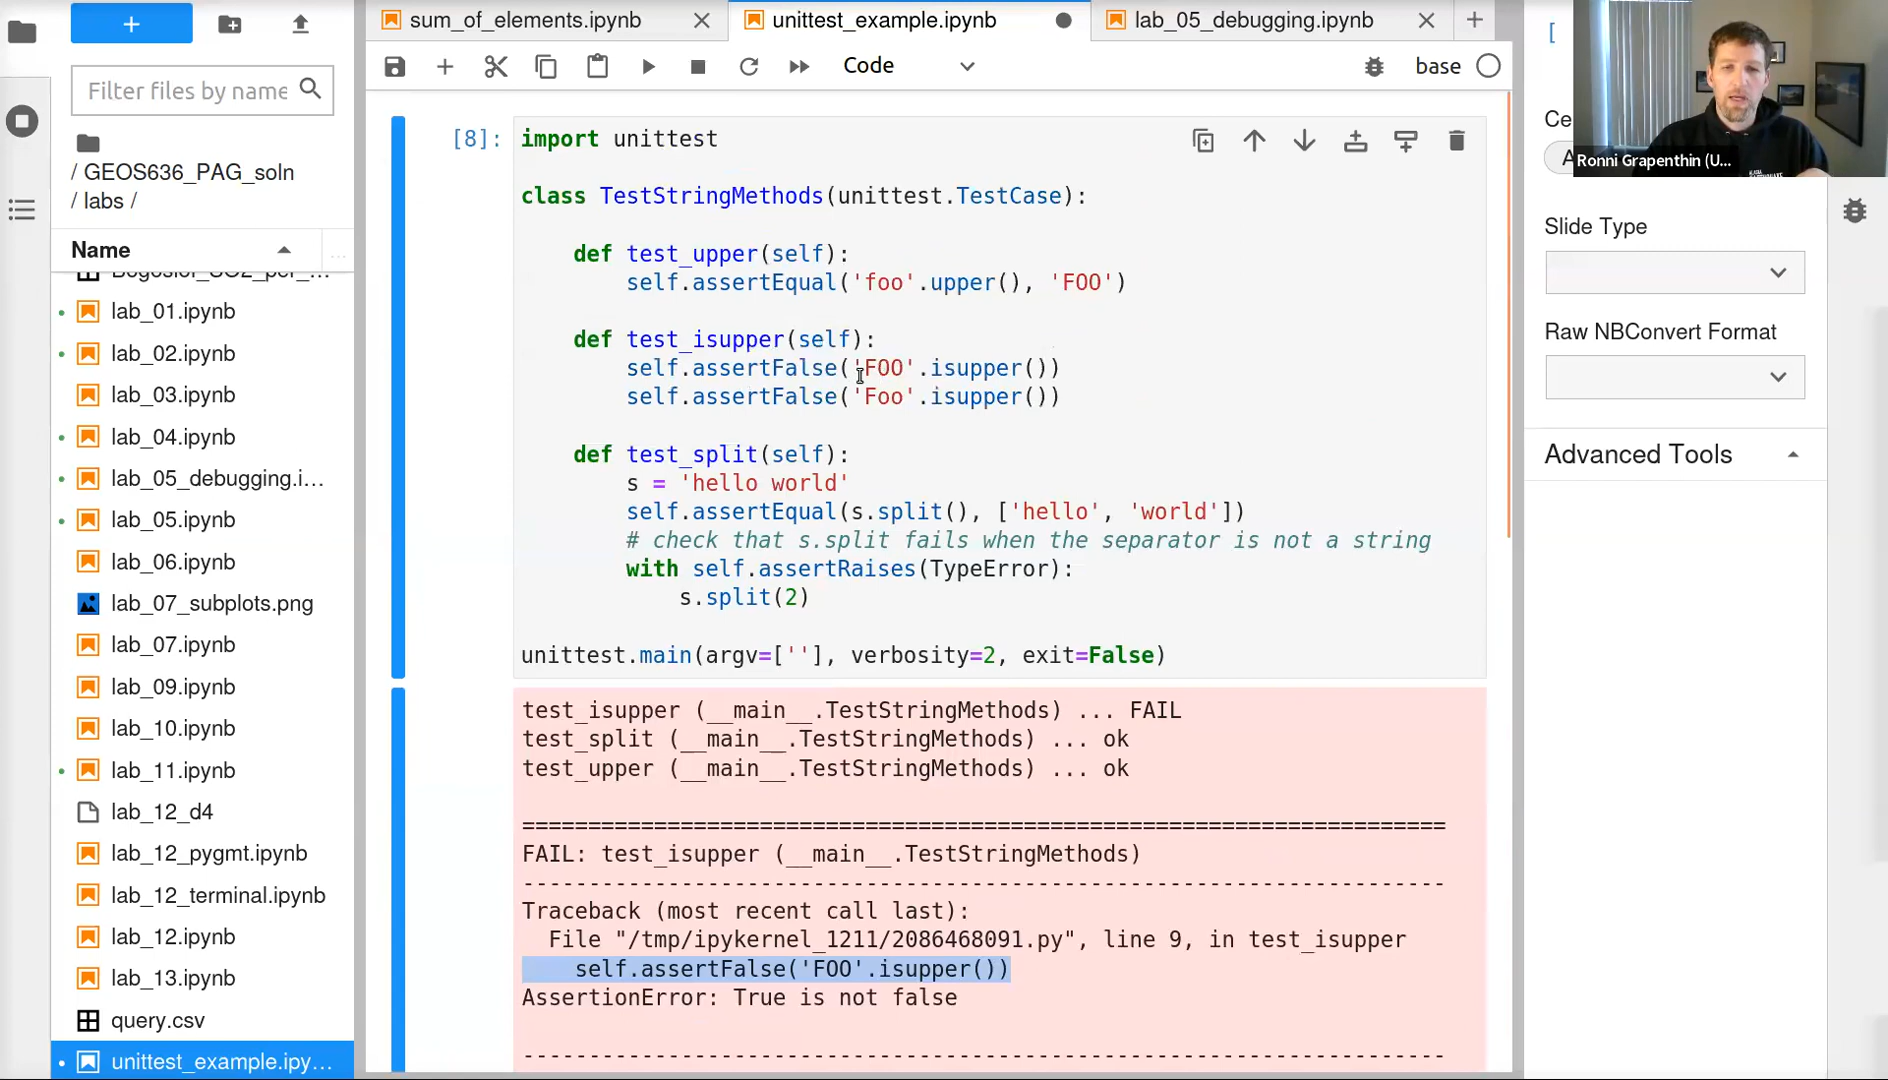 sum_of_elements.ipynb
unittest_example.ipynb
lab_05_debugging.ipynb
Code
base
Filter files by name
/ GEOS636_PAG_soln
/ labs /
Name
lab_01.ipynb
lab_02.ipynb
lab_03.ipynb
lab_04.ipynb
lab_05_debugging.i...
lab_05.ipynb
lab_06.ipynb
lab_07_subplots.png
lab_07.ipynb
lab_09.ipynb
lab_10.ipynb
lab_11.ipynb
lab_12_d4
lab_12_pygmt.ipynb
lab_12_terminal.ipynb
lab_12.ipynb
lab_13.ipynb
query.csv
unittest_example.ipy...
[8]:
import unittest
class TestStringMethods(unittest.TestCase):
def test_upper(self):
self.assertEqual('foo'.upper(), 'FOO')
def test_isupper(self):
self.assertFalse('FOO'.isupper())
self.assertFalse('Foo'.isupper())
def test_split(self):
s = 'hello world'
self.assertEqual(s.split(), ['hello', 'world'])
# check that s.split fails when the separator is not a string
with self.assertRaises(TypeError):
s.split(2)
unittest.main(argv=[''], verbosity=2, exit=False)
test_isupper (__main__.TestStringMethods) ... FAIL
test_split (__main__.TestStringMethods) ... ok
test_upper (__main__.TestStringMethods) ... ok
======================================================================
FAIL: test_isupper (__main__.TestStringMethods)
----------------------------------------------------------------------
Traceback (most recent call last):
File "/tmp/ipykernel_1211/2086468091.py", line 9, in test_isupper
self.assertFalse('FOO'.isupper())
AssertionError: True is not false
----------------------------------------------------------------------
[
Ce
Ronni Grapenthin (U...
Slide Type
Raw NBConvert Format
Advanced Tools